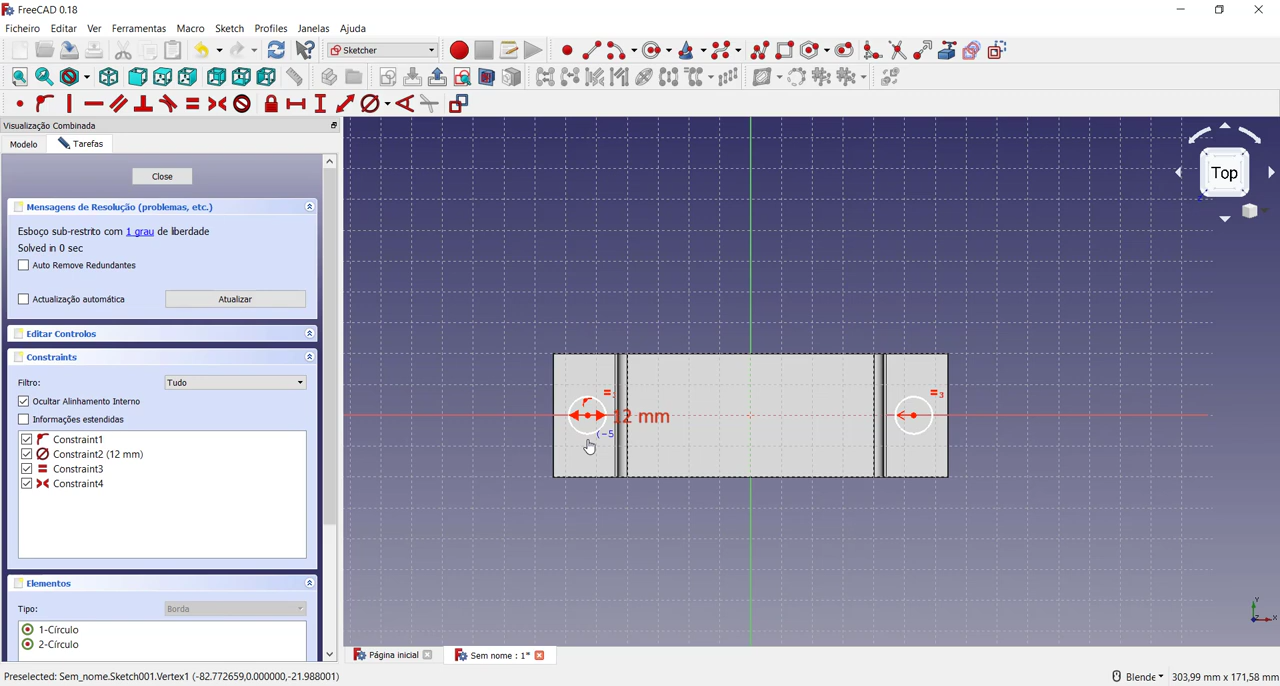 FreeCAD 0.18
Ficheiro Editar Ver Ferramentas Macro Sketch Profiles Janelas Ajuda
Sketcher
Visualização Combinada
Modelo Tarefas
Close
Mensagens de Resolução (problemas, etc.)
Esboço sub-restrito com 1 grau de liberdade
Solved in 0 sec
Auto Remove Redundantes
Actualização automática Atualizar
Editar Controlos
Constraints
Filtro: Tudo
Ocultar Alinhamento Interno
Informações estendidas
Constraint1
Constraint2 (12 mm)
Constraint3
Constraint4
Elementos
Tipo: Borda
1-Círculo
2-Círculo
Top
3
12 mm
(-5
Y
X
Página inicial Sem nome : 1*
Preselected: Sem_nome.Sketch001.Vertex1 (-82.772659,0.000000,-21.988001) Blende 303,99 mm x 171,58 mm